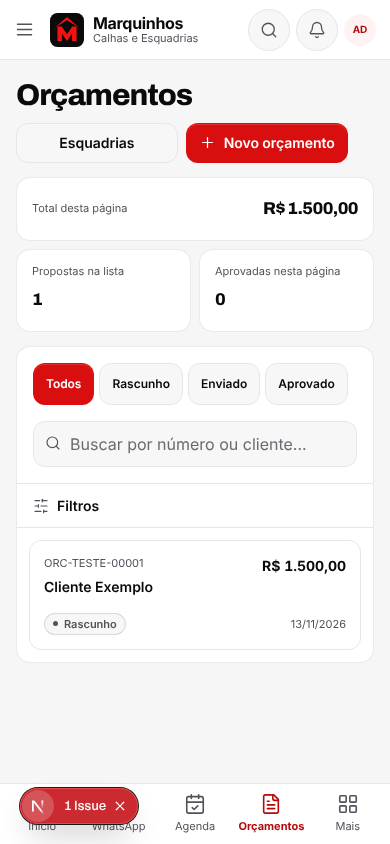 Marquinhos
Calhas e Esquadrias
AD
Orçamentos
Esquadrias
Novo orçamento
Total desta página
R$ 1.500,00
Propostas na lista
1
Aprovadas nesta página
0
Todos
Rascunho
Enviado
Aprovado
Buscar por número ou cliente...
Filtros
ORC-TESTE-00001
R$ 1.500,00
Cliente Exemplo
Rascunho
13/11/2026
N
1 Issue
Início
WhatsApp
Agenda
Orçamentos
Mais